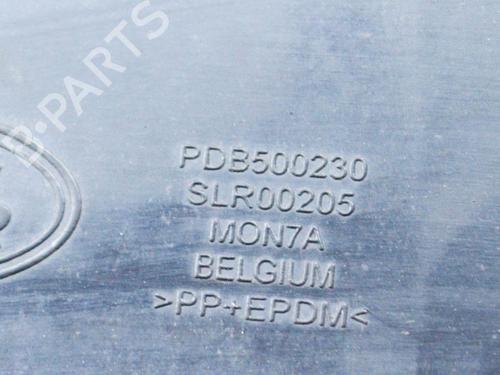 B-PARTS
PDB500230
SLR00205
MON7A
BELGIUM
>PP+EPDM<